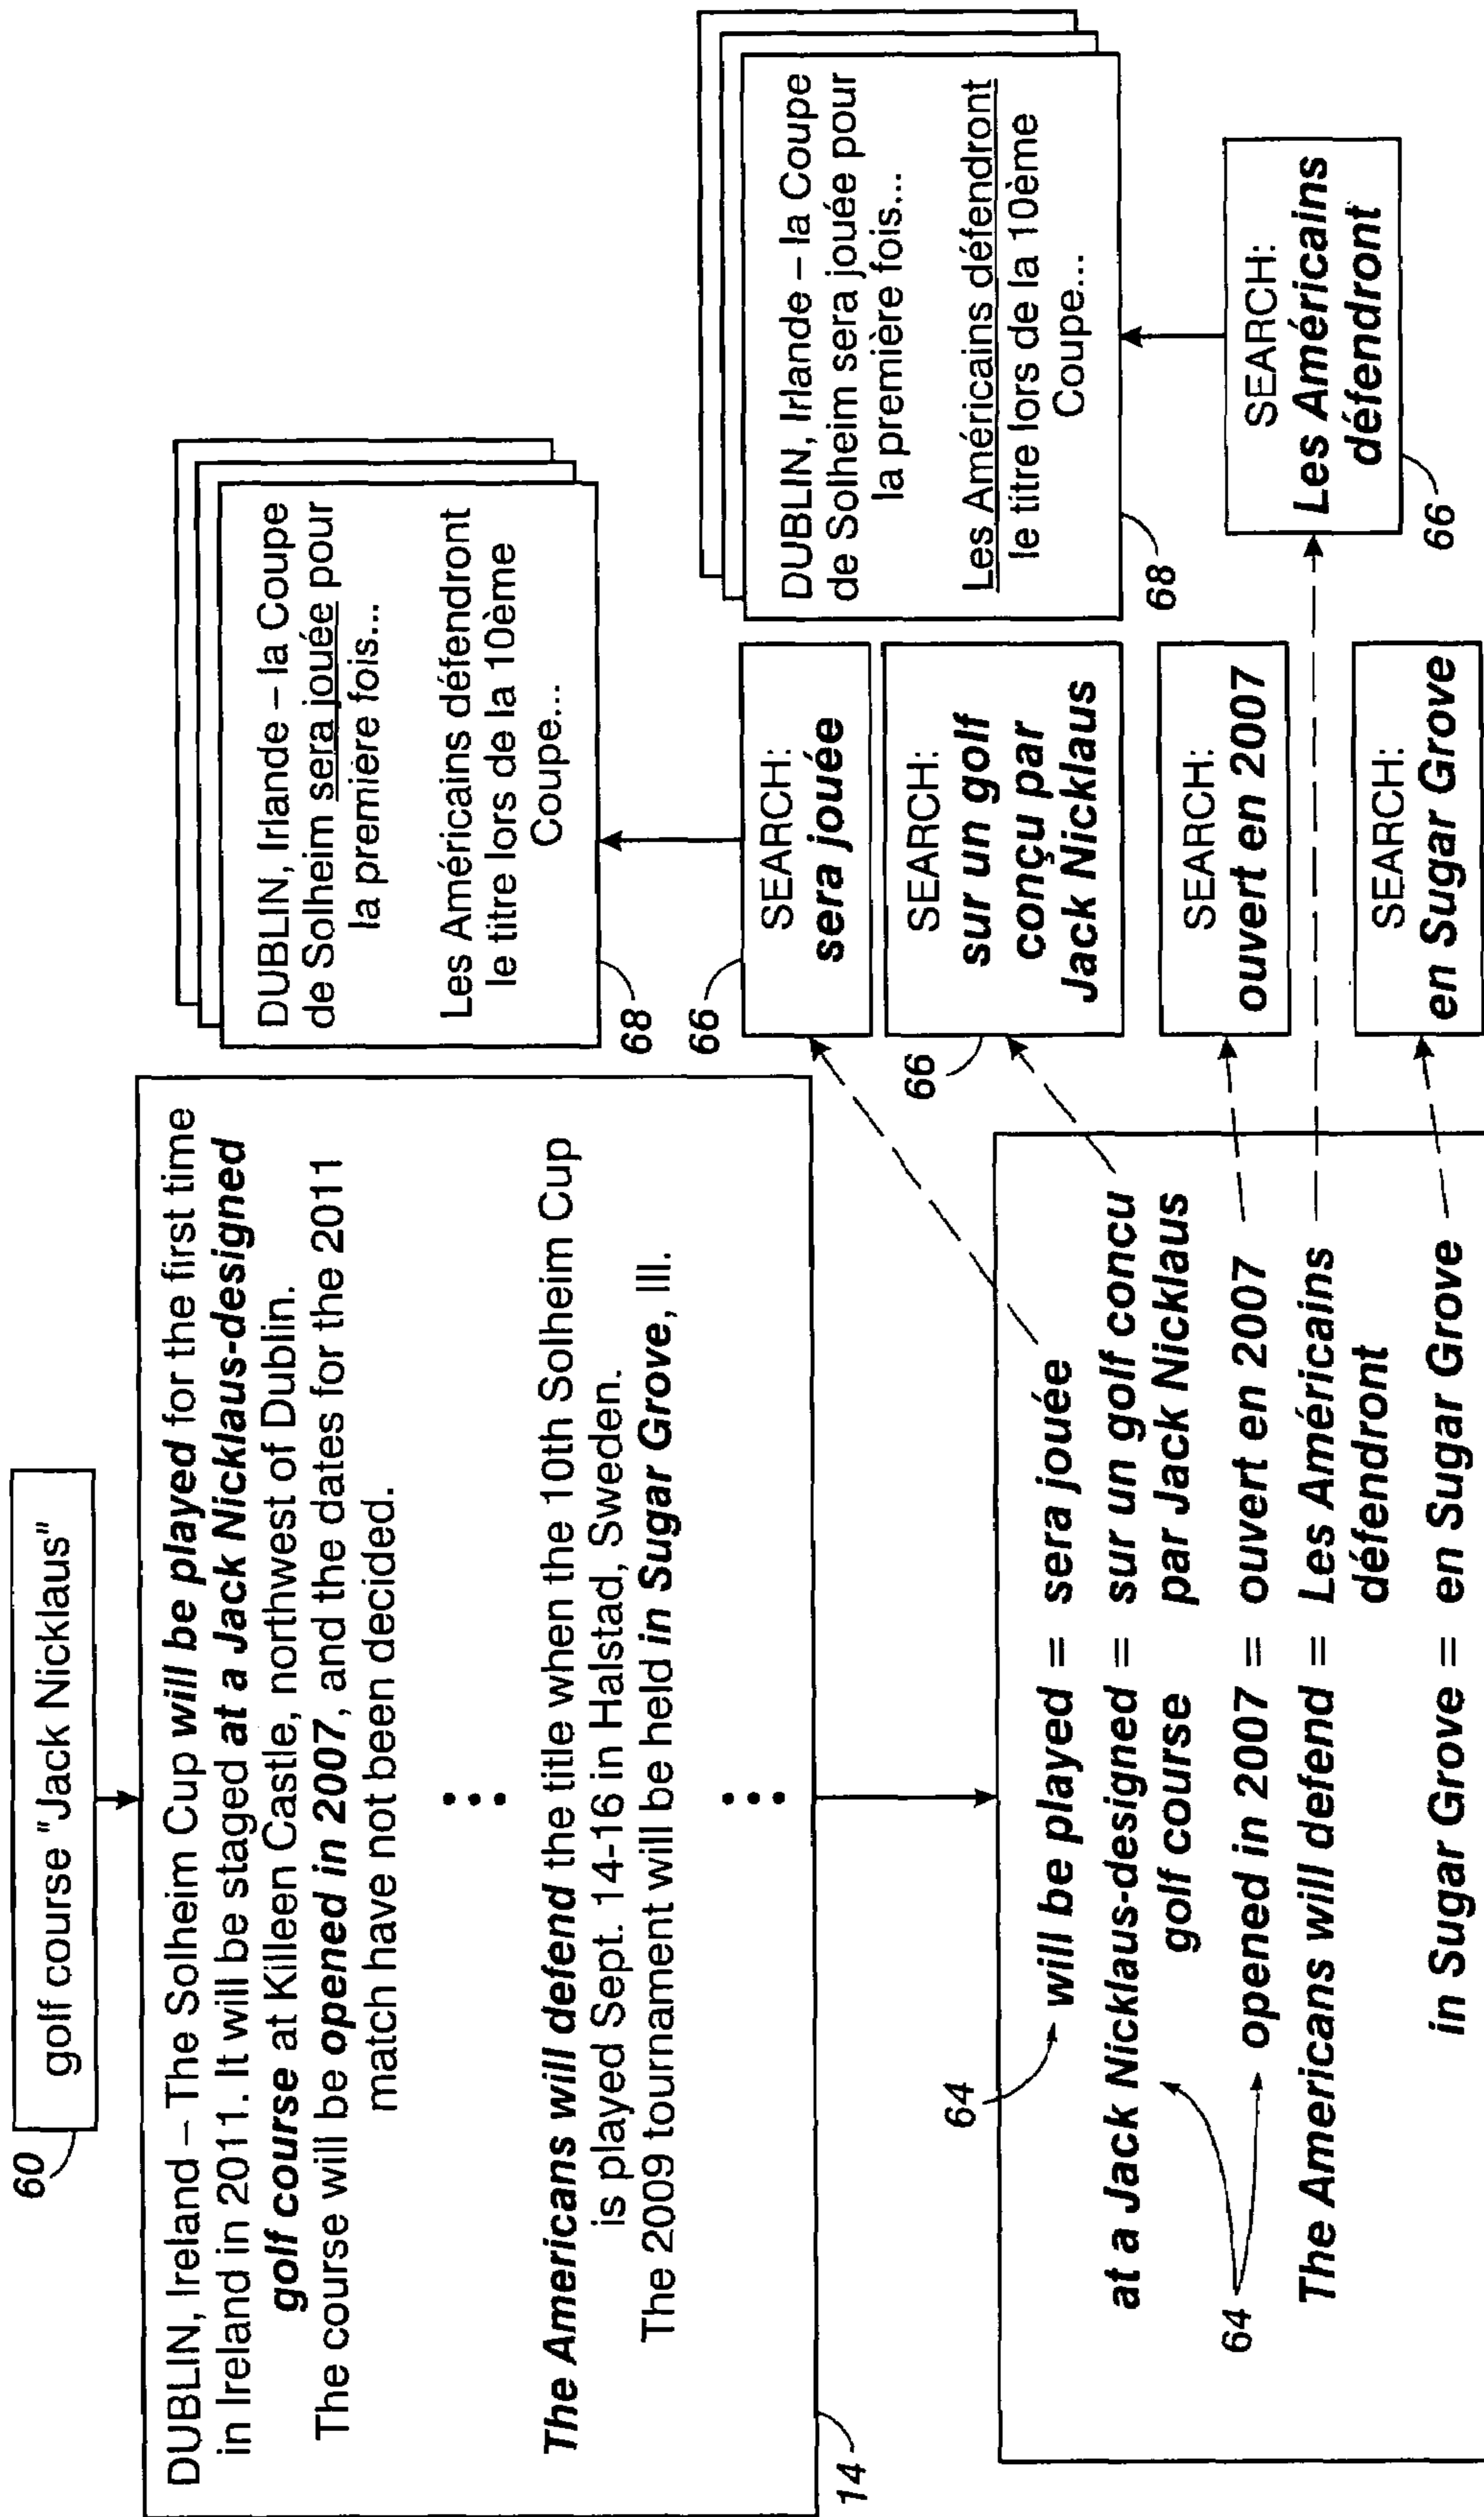 60
golf course "Jack Nicklaus"
DUBLIN, Ireland – The Solheim Cup will be played for the first time
in Ireland in 2011. It will be staged at a Jack Nicklaus-designed
golf course at Killeen Castle, northwest of Dublin.
The course will be opened in 2007, and the dates for the 2011
match have not been decided.
The Americans will defend the title when the 10th Solheim Cup
is played Sept. 14-16 in Halstad, Sweden.
The 2009 tournament will be held in Sugar Grove, Ill.
14
64
will be played = sera jouée
at a Jack Nicklaus-designed = sur un golf concu
golf course par Jack Nicklaus
64
opened in 2007 = ouvert en 2007
The Americans will defend = Les Américains
défendront
in Sugar Grove = en Sugar Grove
DUBLIN, Irlande – la Coupe
de Solheim sera jouée pour
la première fois...
Les Américains défendront
le titre lors de la 10ème
Coupe...
68
66
SEARCH:
sera jouée
66
SEARCH:
sur un golf
conçu par
Jack Nicklaus
SEARCH:
ouvert en 2007
SEARCH:
en Sugar Grove
DUBLIN, Irlande – la Coupe
de Solheim sera jouée pour
la première fois...
Les Américains défendront
le titre lors de la 10ème
Coupe...
68
SEARCH:
Les Américains
défendront
66